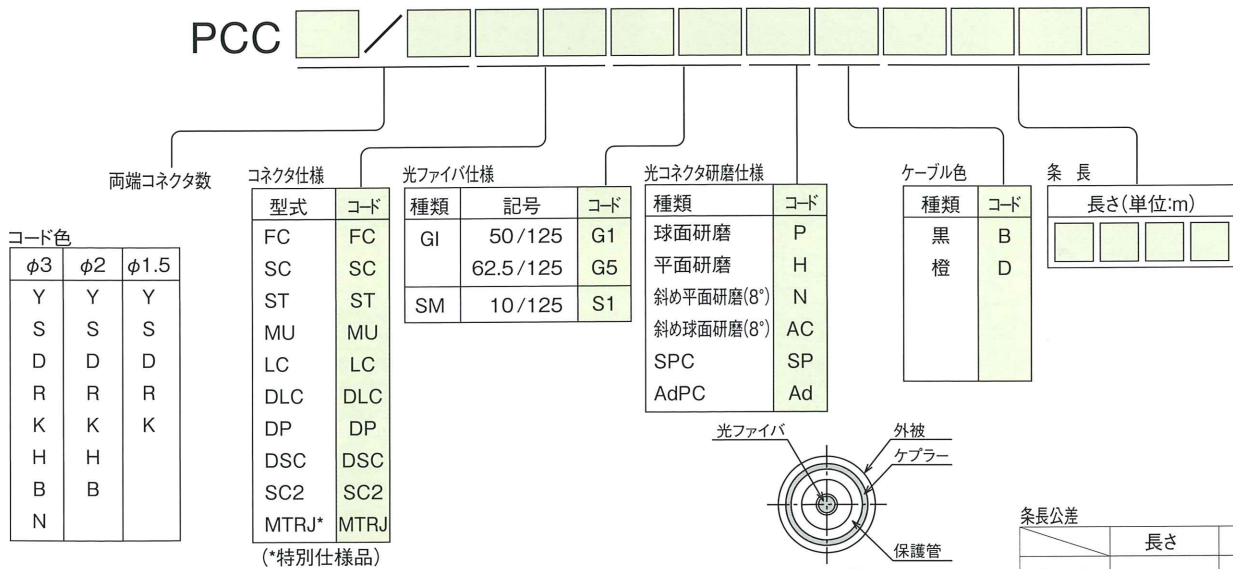 PCC /
両端コネクタ数
コード色
φ3 φ2 φ1.5
Y Y Y
S S S
D D D
R R R
K K K
H H
B B
N
コネクタ仕様
型式 コード
FC FC
SC SC
ST ST
MU MU
LC LC
DLC DLC
DP DP
DSC DSC
SC2 SC2
MTRJ* MTRJ
(*特別仕様品)
光ファイバ仕様
種類 記号 コード
GI 50/125 G1
62.5/125 G5
SM 10/125 S1
光コネクタ研磨仕様
種類 コード
球面研磨 P
平面研磨 H
斜め平面研磨(8°) N
斜め球面研磨(8°) AC
SPC SP
AdPC Ad
ケーブル色
種類 コード
黒 B
橙 D
条 長
長さ(単位:m)
光ファイバ
外被
ケプラー
保護管
条長公差
長さ